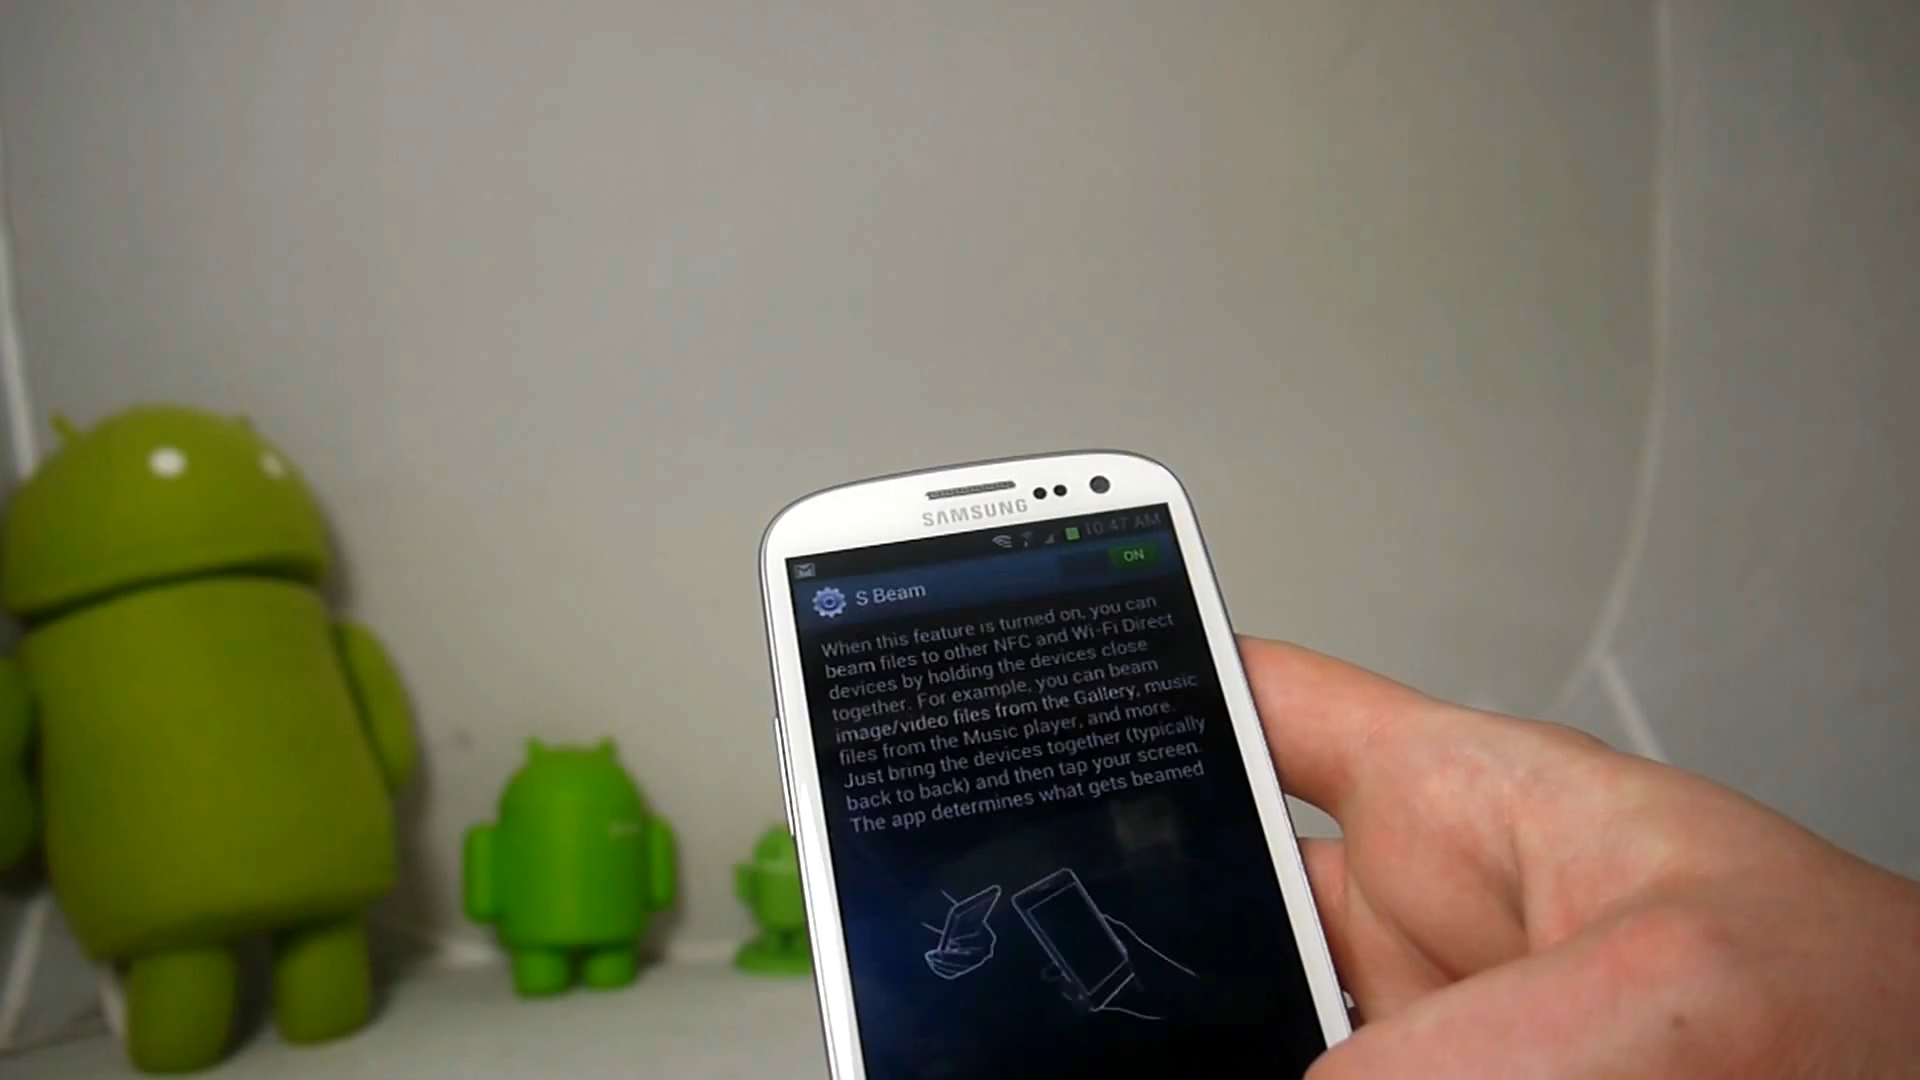 SAMSUNG
10:47 AM
ON
S Beam
When this feature is turned on, you can
beam files to other NFC and Wi-Fi Direct
devices by holding the devices close
together. For example, you can beam
image/video files from the Gallery, music
files from the Music player, and more.
Just bring the devices together (typically
back to back) and then tap your screen.
The app determines what gets beamed